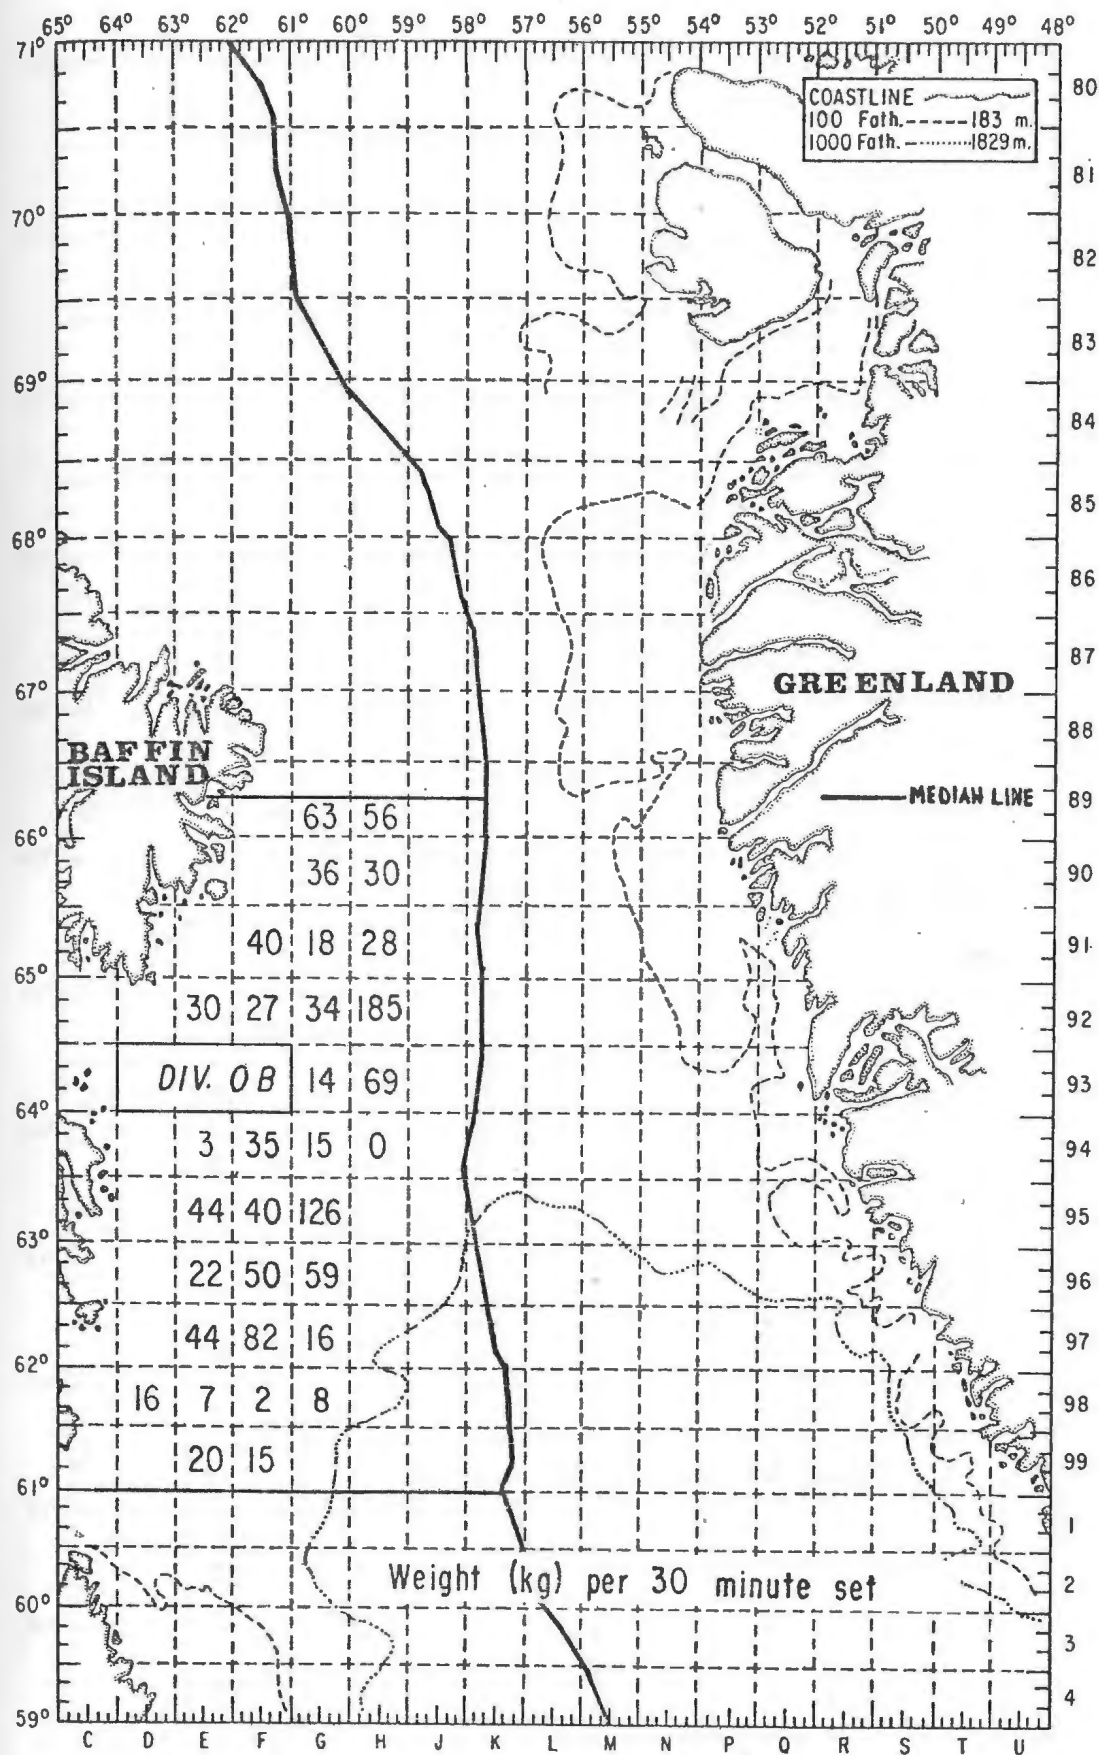 65° 64° 63° 62° 61° 60° 59° 58° 57° 56° 55° 54° 53° 52° 51° 50° 49° 48°
71°
COASTLINE
100 Fath. 183 m.
1000 Fath. 1829 m.
80
81
70°
82
83
69°
84
85
68°
86
87
67°
GREENLAND
88
BAFFIN
ISLAND
MEDIAN LINE
89
63 56
66°
36 30
90
40 18 28
91
65°
30 27 34 185
92
DIV. OB 14 69
93
64°
3 35 15 0
94
44 40 126
95
63°
22 50 59
96
44 82 16
97
62°
16 7 2 8
98
20 15
99
61°
1
Weight (kg) per 30 minute set
2
60°
3
4
59°
C D E F G H J K L M N P Q R S T U